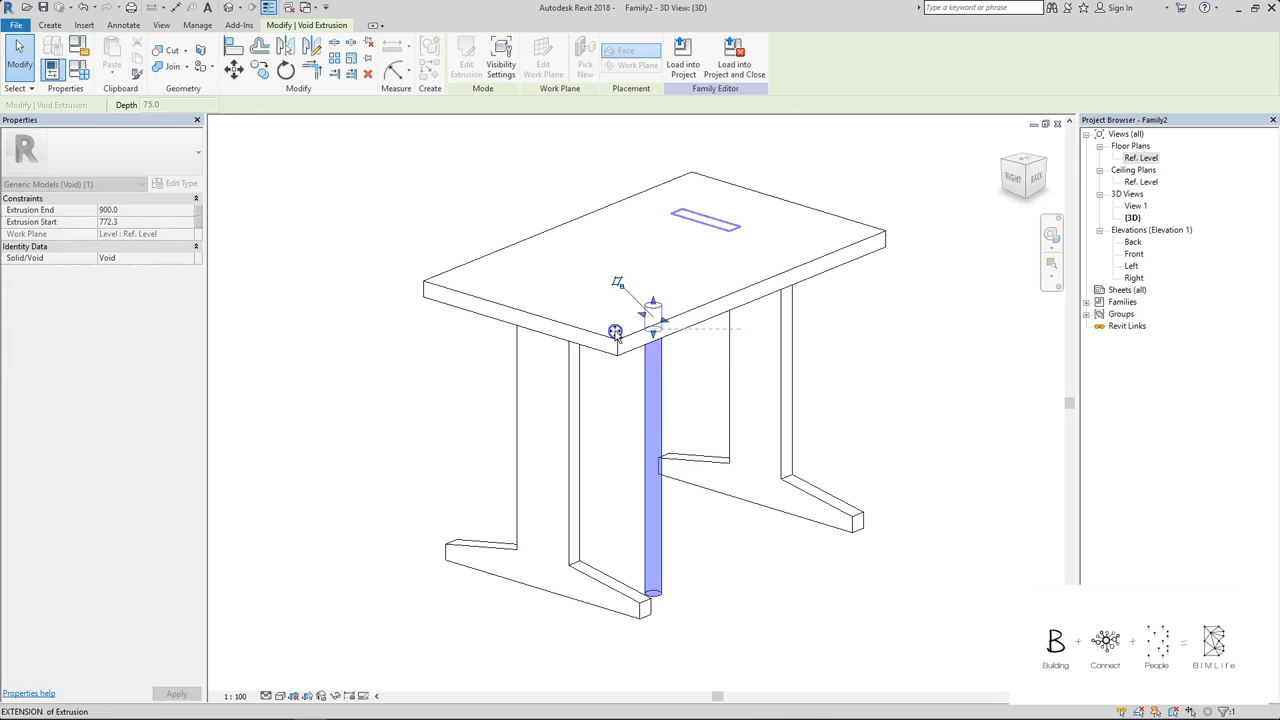 Autodesk Revit 2018 - Family2 - 3D View: {3D}
Type a keyword or phrase
Sign In
File
Create
Insert
Annotate
View
Manage
Add-Ins
Modify | Void Extrusion
Modify
Paste
Cut
Join
Edit
Extrusion
Visibility
Settings
Edit
Work Plane
Pick
New
Face
Work Plane
Load into
Project
Load into
Project and Close
Select
Properties
Clipboard
Geometry
Modify
Measure
Create
Mode
Work Plane
Placement
Family Editor
Modify | Void Extrusion
Depth
75.0
Properties
Generic Models (Void) (1)
Edit Type
Constraints
Extrusion End
900.0
Extrusion Start
772.3
Work Plane
Level : Ref. Level
Identity Data
Solid/Void
Void
Properties help
Apply
RIGHT
BACK
Project Browser - Family2
Views (all)
Floor Plans
Ref. Level
Ceiling Plans
Ref. Level
3D Views
View 1
{3D}
Elevations (Elevation 1)
Back
Front
Left
Right
Sheets (all)
Families
Groups
Revit Links
B + + =
Building
Connect
People
BIMLife
1 : 100
EXTENSION of Extrusion
:1